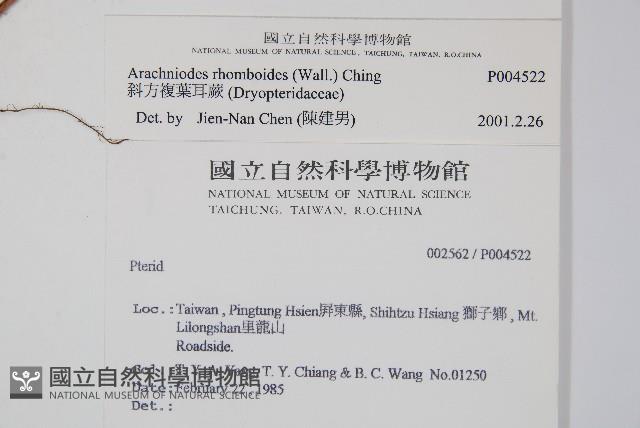 國立自然科學博物館
NATIONAL MUSEUM OF NATURAL SCIENCE, TAICHUNG, TAIWAN, R.O.CHINA
Arachniodes rhomboides (Wall.) Ching P004522
斜方複葉耳蕨 (Dryopteridaceae)
Det. by Jien-Nan Chen (陳建男) 2001.2.26
國立自然科學博物館
NATIONAL MUSEUM OF NATURAL SCIENCE
TAICHUNG, TAIWAN, R.O.CHINA
002562 / P004522
Pterid
Loc.: Taiwan, Pingtung Hsien屏東縣, Shihtzu Hsiang 獅子鄉, Mt.
Lilongshan里龍山
Roadside.
T. Y. Chiang & B. C. Wang No.01250
Date: February 22, 1985
Det.:
國立自然科學博物館
NATIONAL MUSEUM OF NATURAL SCIENCE